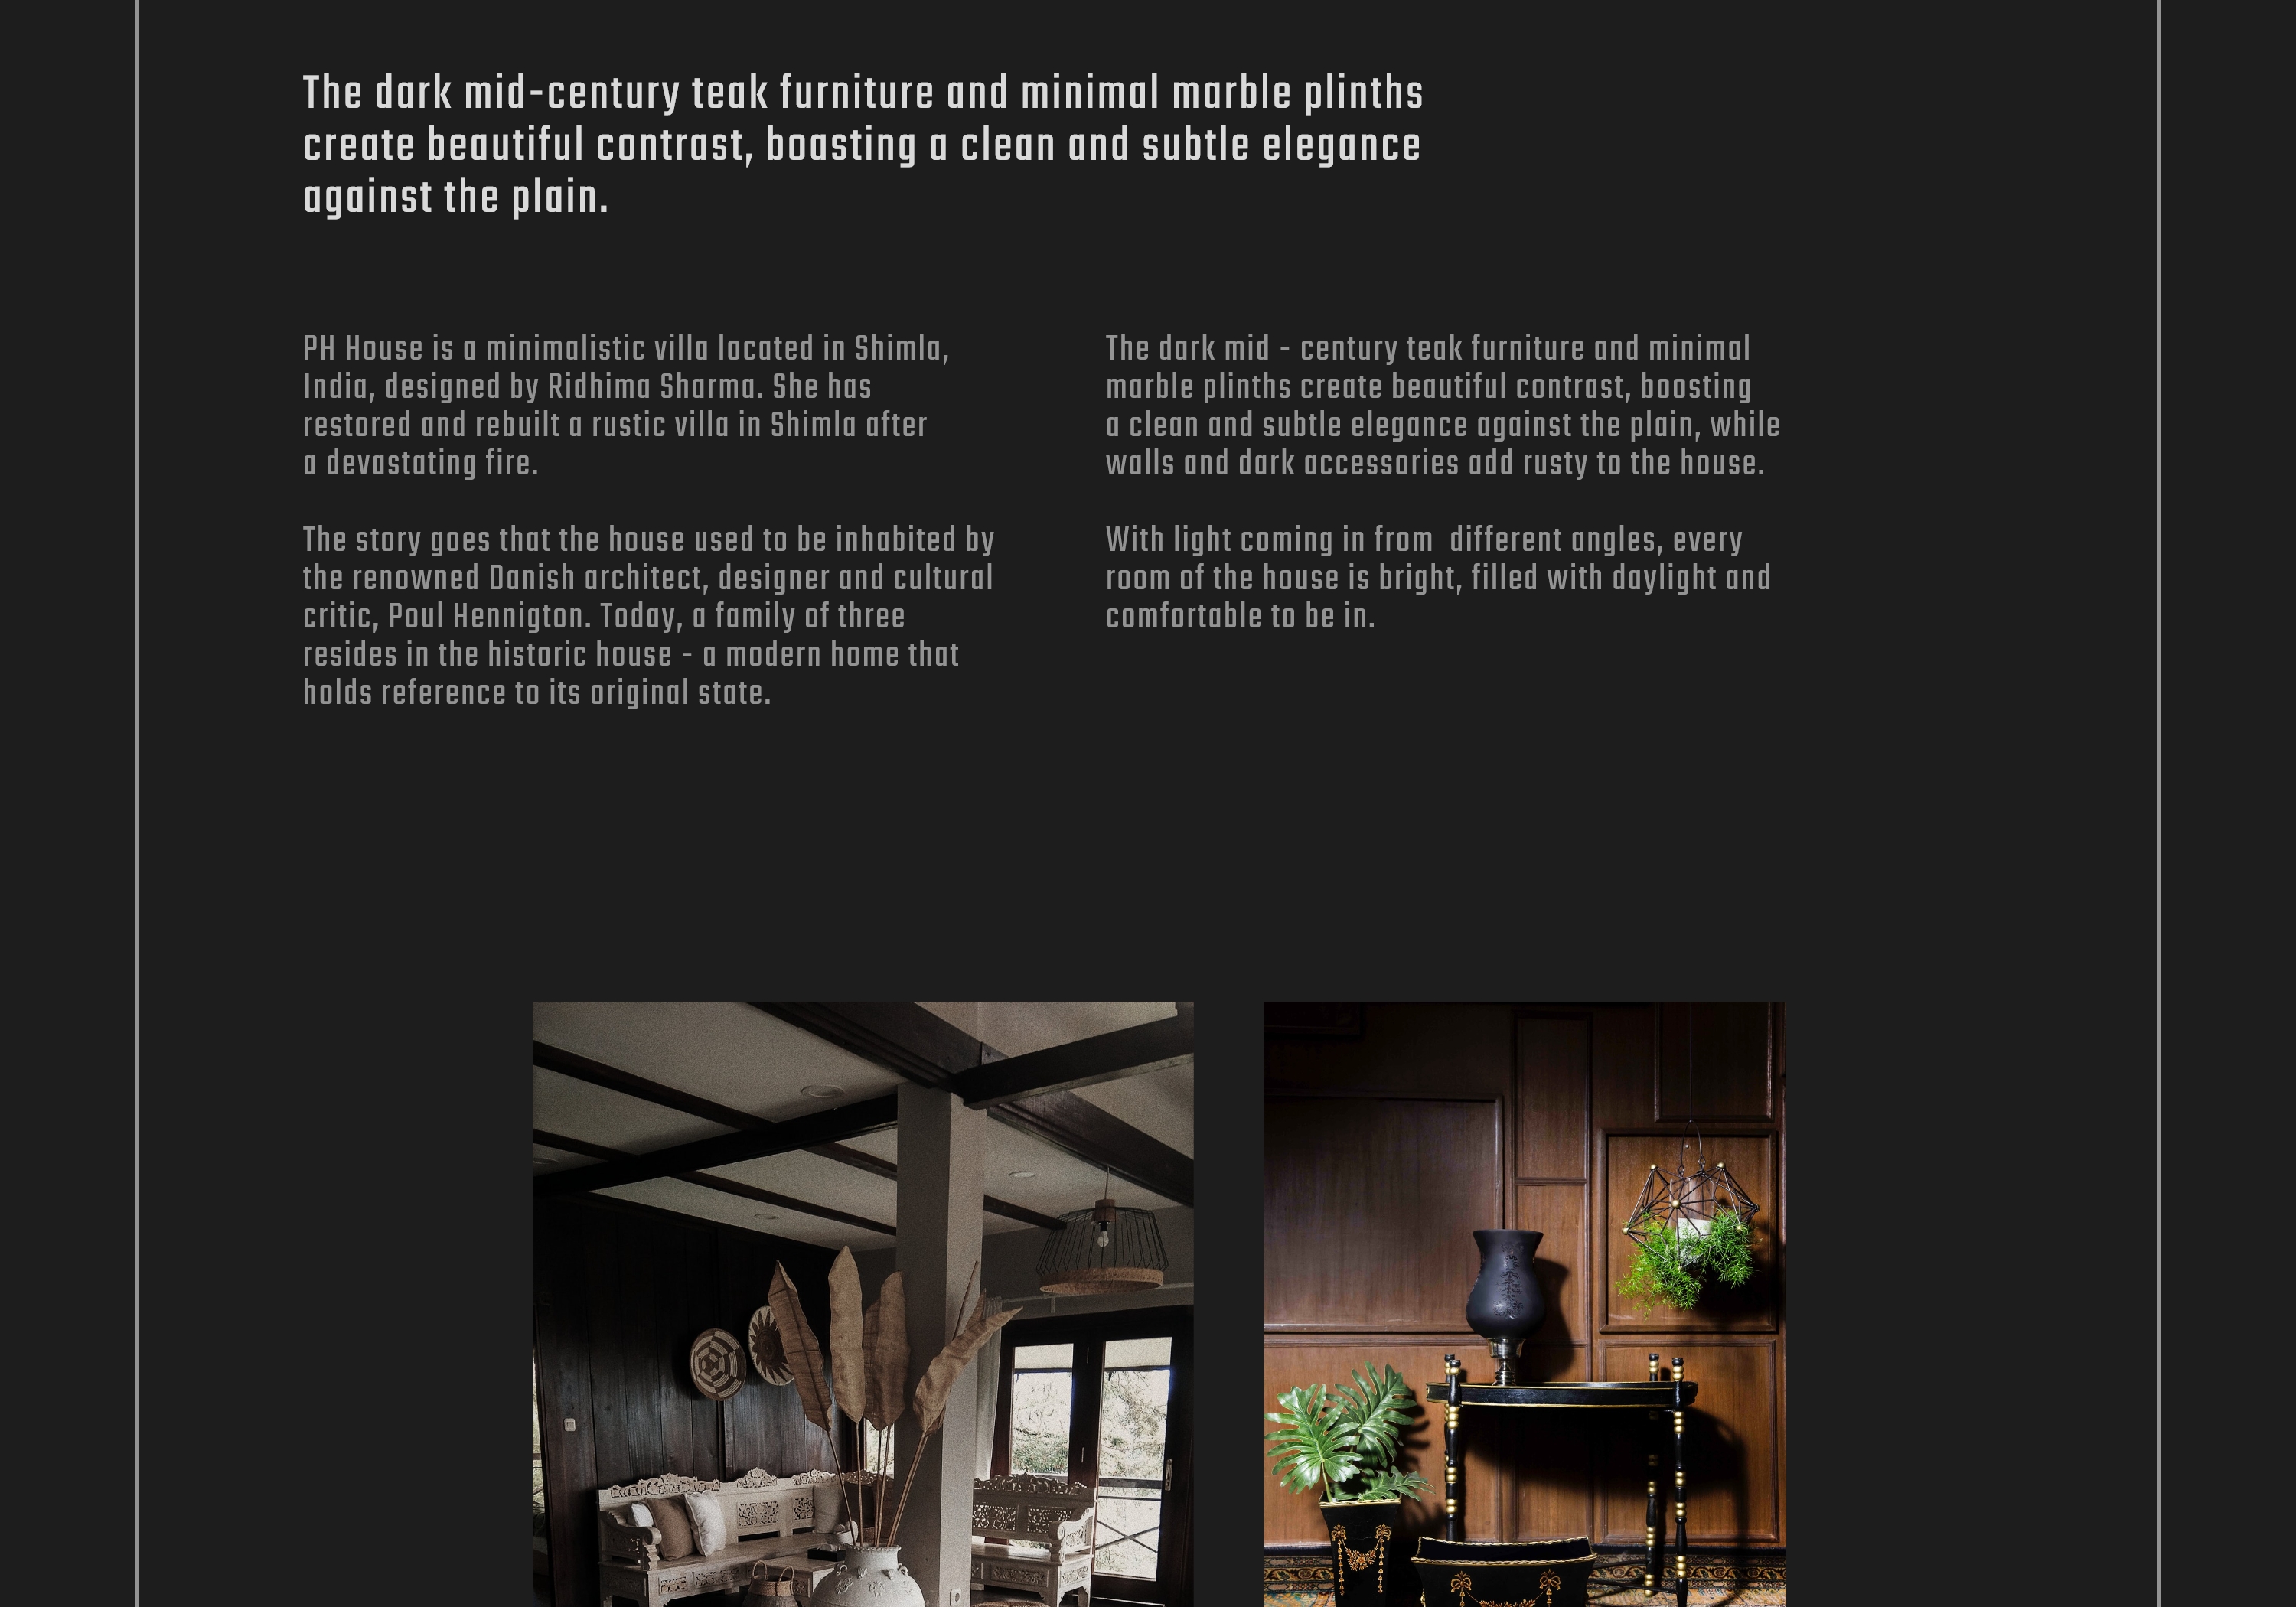 The dark mid-century teak furniture and minimal marble plinths
create beautiful contrast, boasting a clean and subtle elegance
against the plain.
PH House is a minimalistic villa located in Shimla,
India, designed by Ridhima Sharma. She has
restored and rebuilt a rustic villa in Shimla after
a devastating fire.
The story goes that the house used to be inhabited by
the renowned Danish architect, designer and cultural
critic, Poul Hennigton. Today, a family of three
resides in the historic house - a modern home that
holds reference to its original state.
The dark mid - century teak furniture and minimal
marble plinths create beautiful contrast, boosting
a clean and subtle elegance against the plain, while
walls and dark accessories add rusty to the house.
With light coming in from  different angles, every
room of the house is bright, filled with daylight and
comfortable to be in.